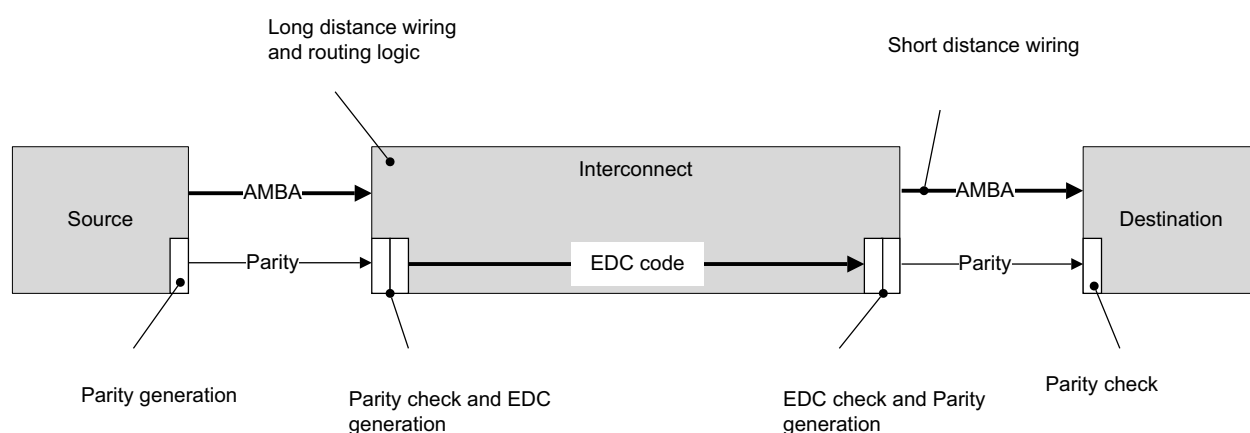 Long distance wiring
and routing logic
Short distance wiring
Interconnect
AMBA
AMBA
Source
Destination
Parity
EDC code
Parity
Parity generation
Parity check and EDC
generation
EDC check and Parity
generation
Parity check